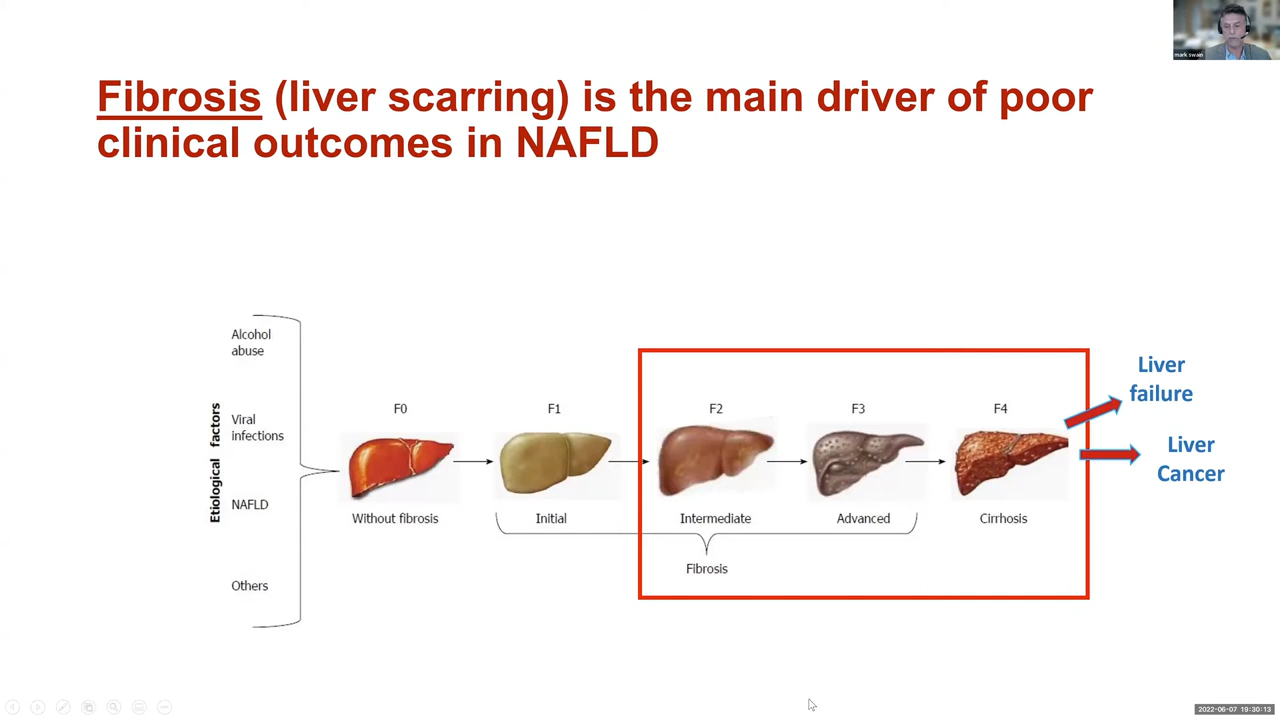 mark swain
Fibrosis (liver scarring) is the main driver of poor
clinical outcomes in NAFLD
Etiological factors
Alcohol
abuse
Viral
infections
NAFLD
Others
F0
F1
F2
F3
F4
Without fibrosis
Initial
Intermediate
Advanced
Cirrhosis
Fibrosis
Liver
failure
Liver
Cancer
2022-06-07 19:30:13